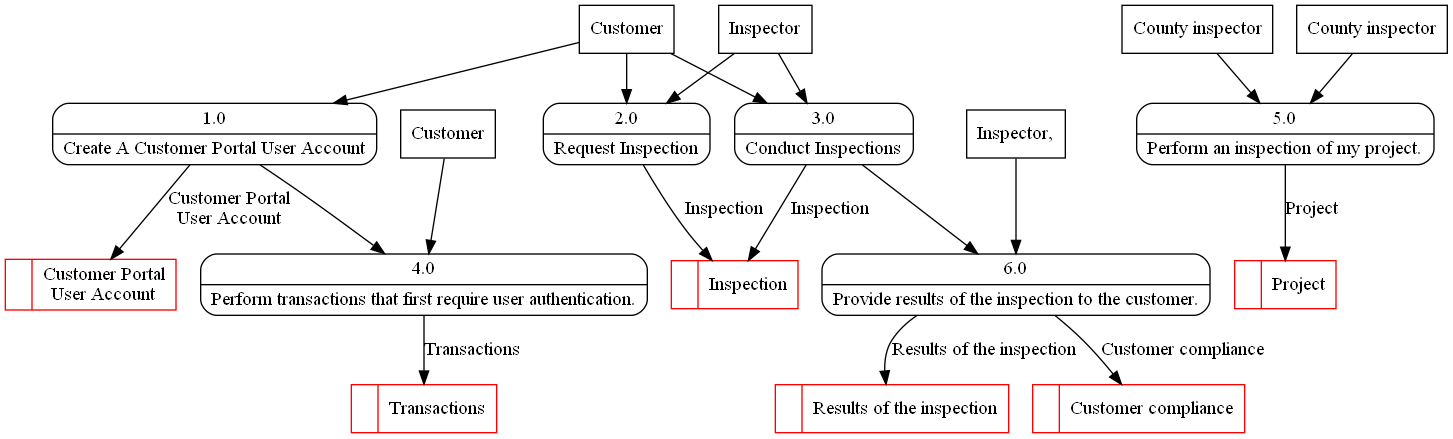 Customer
Inspector
County inspector
County inspector
1.0
Create A Customer Portal User Account
Customer
2.0
Request Inspection
3.0
Conduct Inspections
Inspector,
5.0
Perform an inspection of my project.
Customer Portal
User Account
Inspection
Inspection
Project
Customer Portal
User Account
4.0
Perform transactions that first require user authentication.
Inspection
6.0
Provide results of the inspection to the customer.
Project
Transactions
Results of the inspection
Customer compliance
Transactions
Results of the inspection
Customer compliance